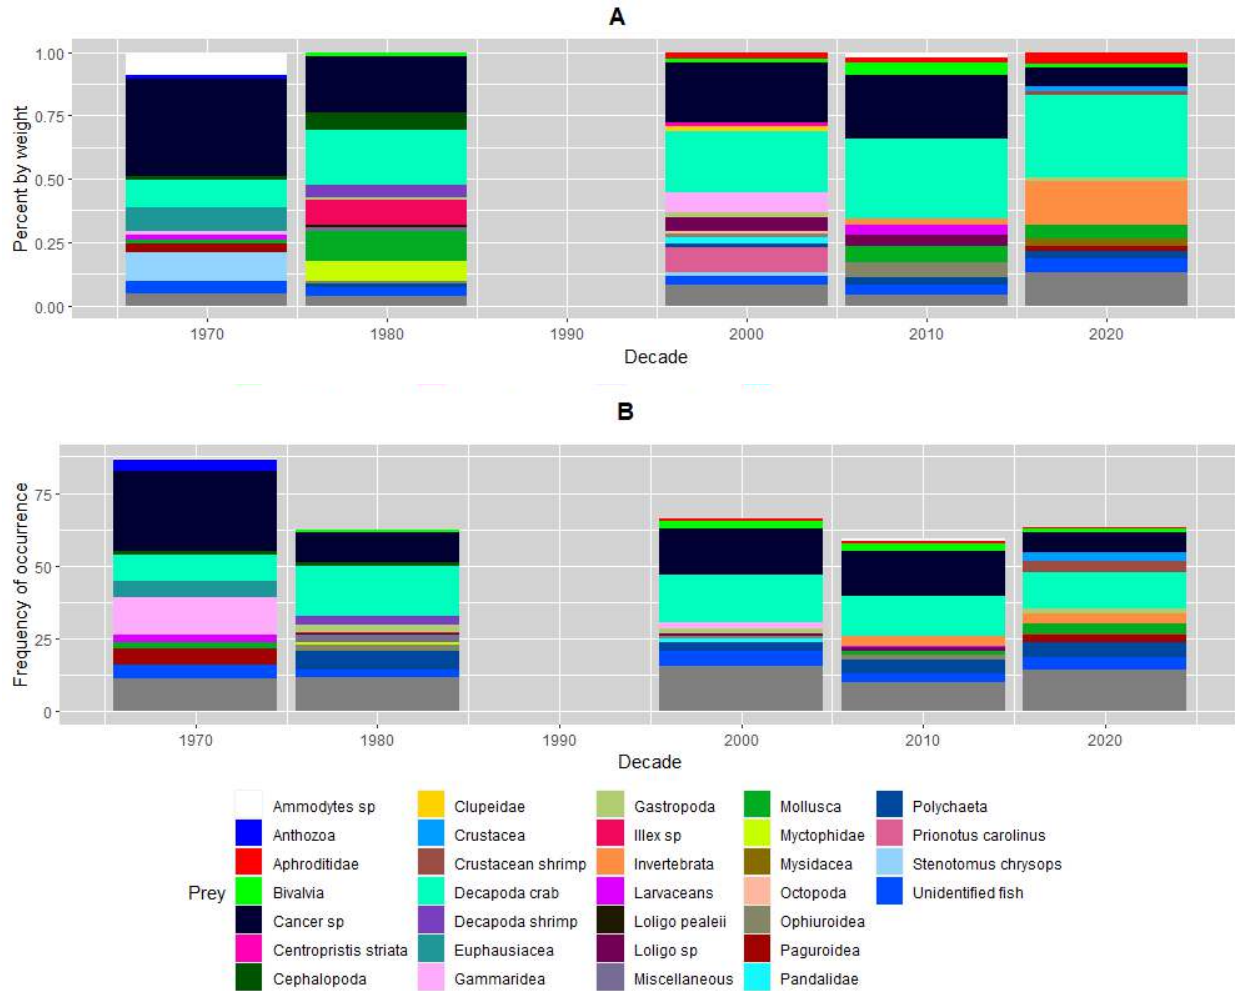 A
1.00
0.75
0.50
0.25
0.00
Percent by weight
1970 1980 1990 2000 2010 2020
Decade
B
75
50
25
0
Frequency of occurrence
1970 1980 1990 2000 2010 2020
Decade
Prey
Ammodytes sp Clupeidae Gastropoda Mollusca Polychaeta
Anthozoa Crustacea Illex sp Myctophidae Prionotus carolinus
Aphroditidae Crustacean shrimp Invertebrata Mysidacea Stenotomus chrysops
Bivalvia Decapoda crab Larvaceans Octopoda Unidentified fish
Cancer sp Decapoda shrimp Loligo pealeii Ophiuroidea
Centropristis striata Euphausiacea Loligo sp Paguroidea
Cephalopoda Gammaridea Miscellaneous Pandalidae